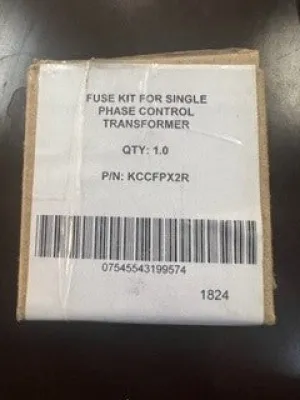 FUSE KIT FOR SINGLE
PHASE CONTROL
TRANSFORMER
QTY: 1.0
P/N: KCCFPX2R
07545543199574
1824